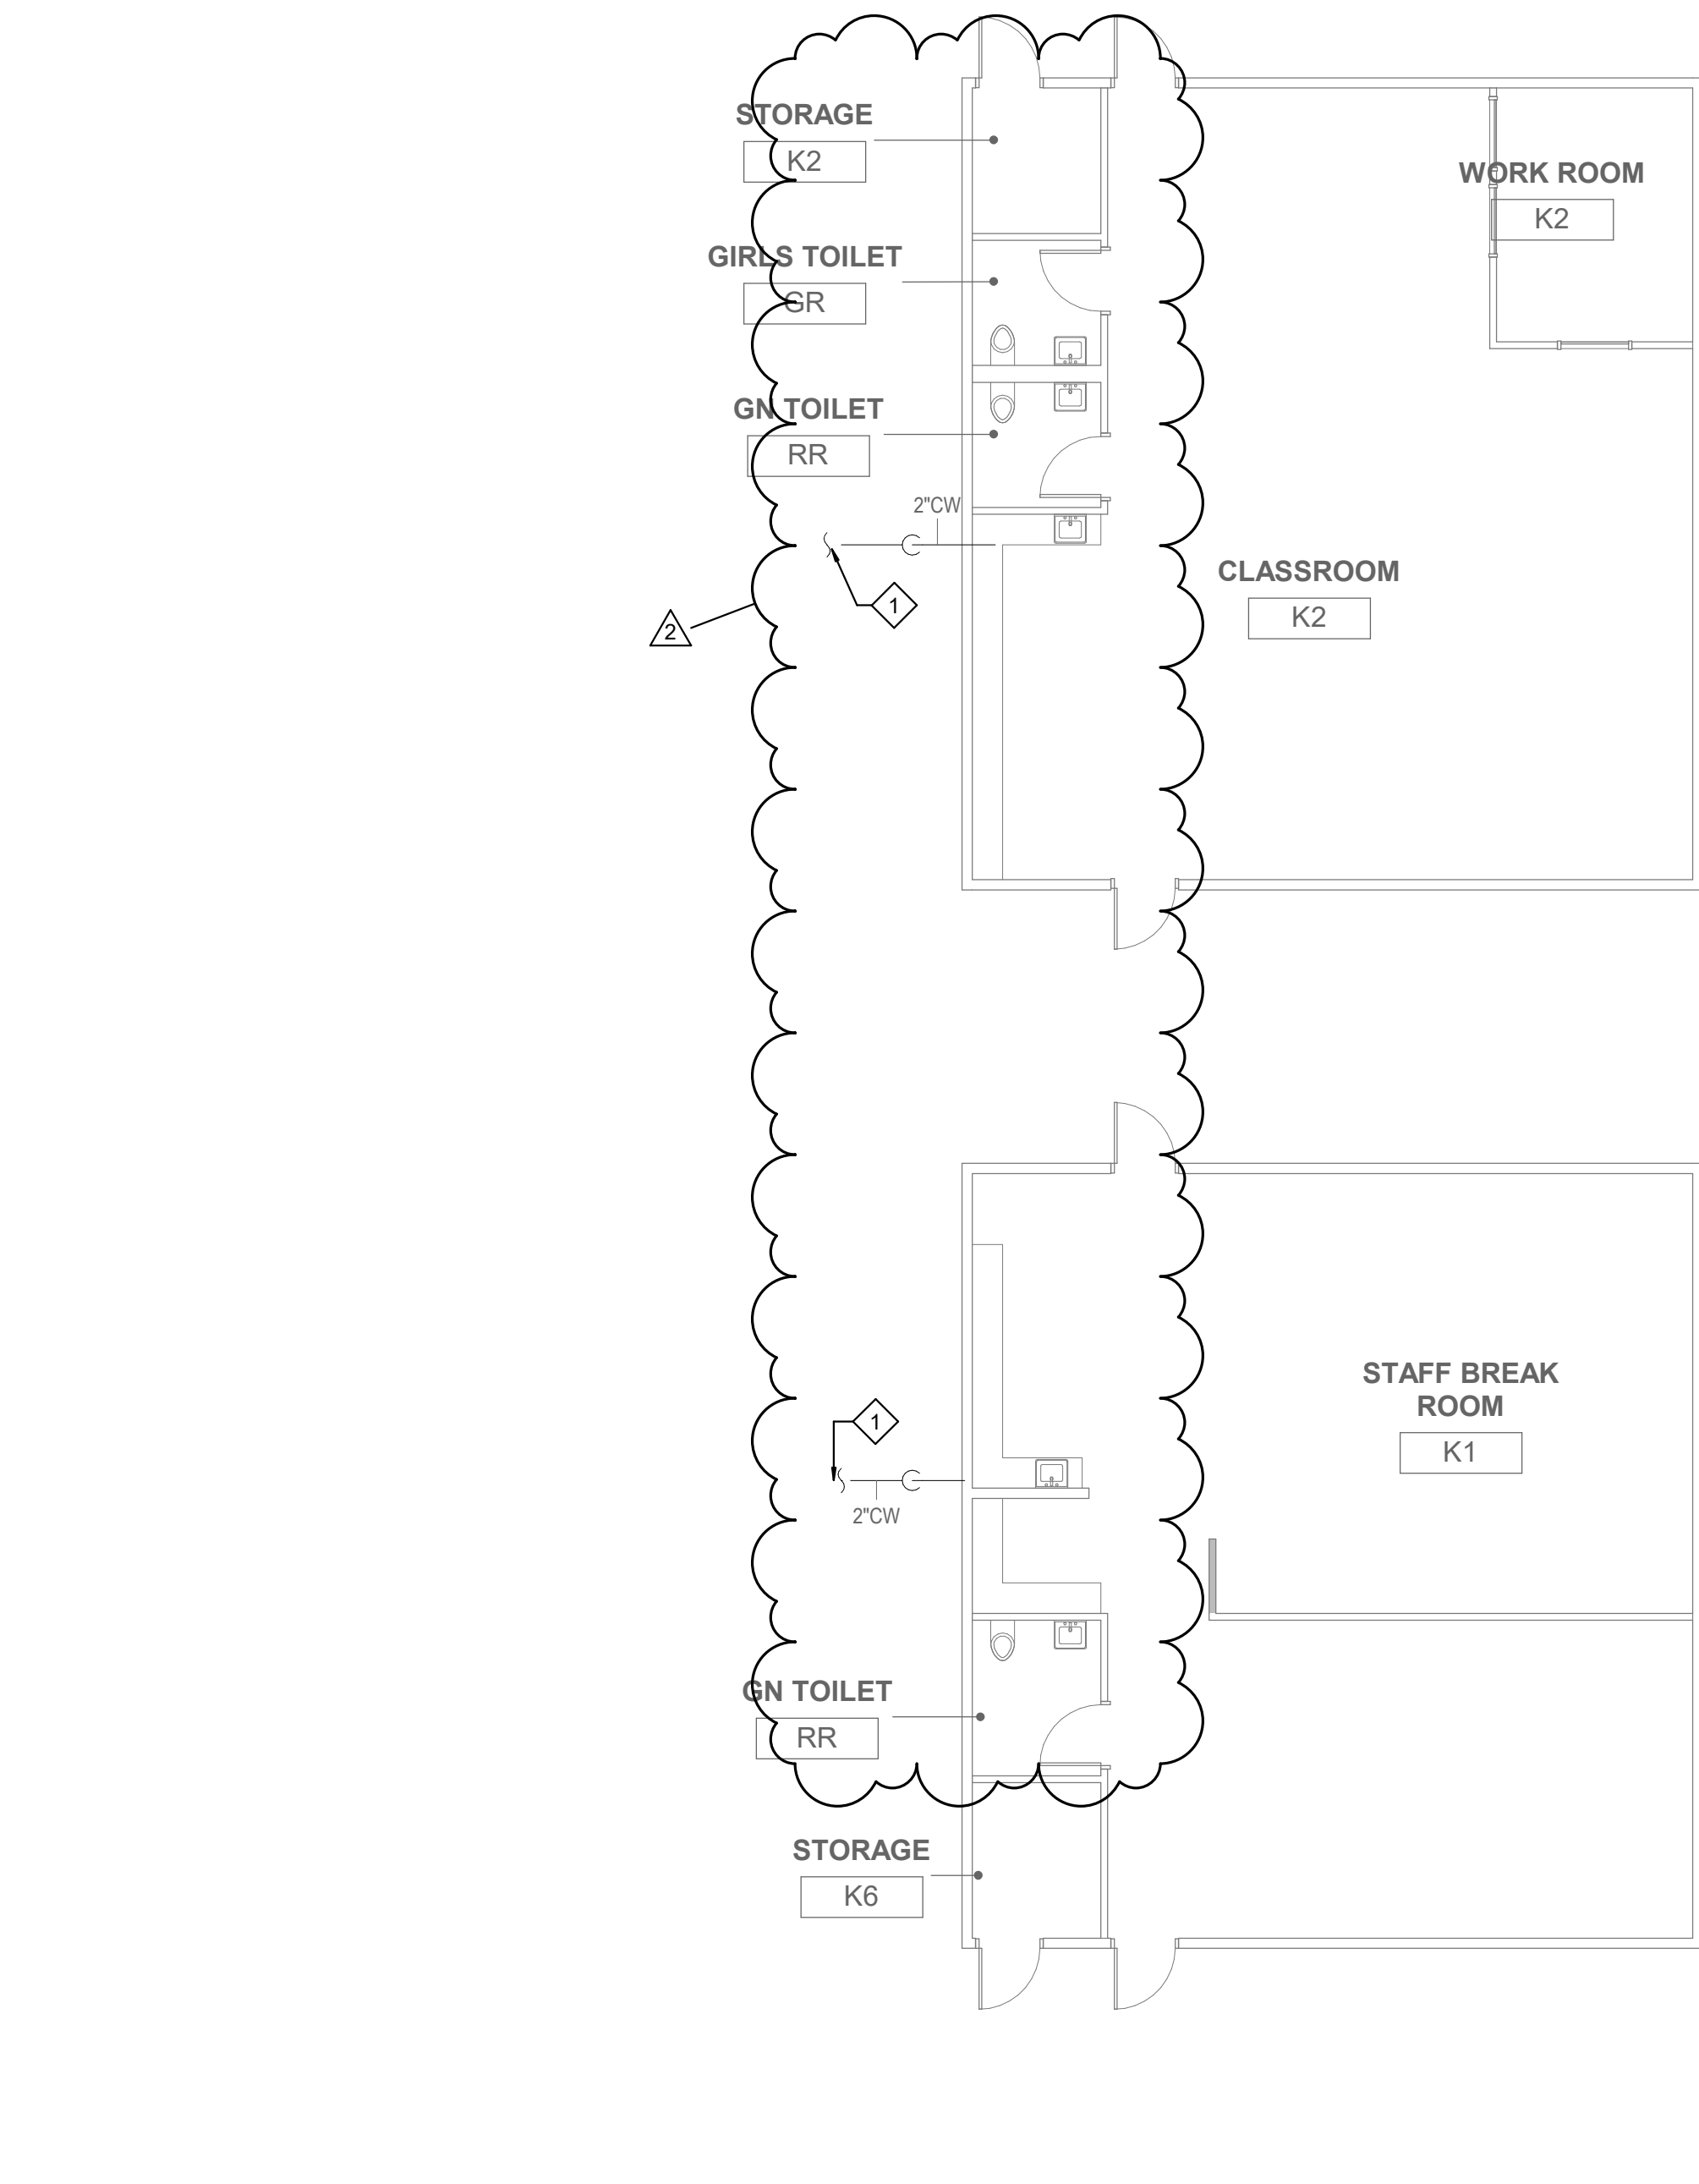 STORAGE
K2
WORK ROOM
K2
GIRLS TOILET
GR
GN TOILET
RR
2"CW
1
2
CLASSROOM
K2
STAFF BREAK
ROOM
K1
1
2"CW
GN TOILET
RR
STORAGE
K6